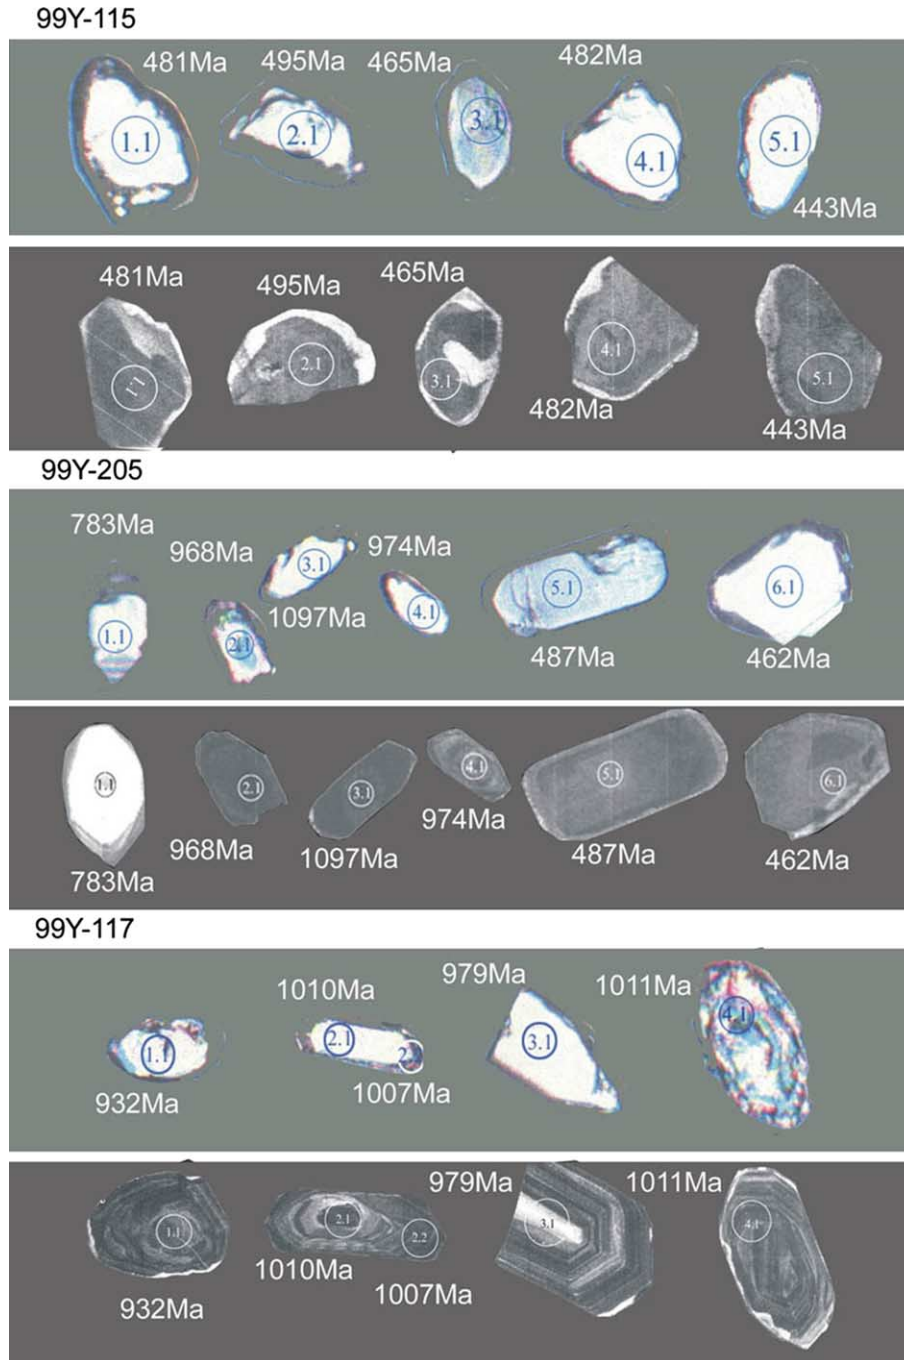 99Y-115
481Ma 495Ma 465Ma 482Ma
1.1 2.1 3.1 4.1 5.1
443Ma
481Ma 495Ma 465Ma 443Ma
1.1 2.1 3.1 4.1 5.1
482Ma 443Ma
99Y-205
783Ma 968Ma 974Ma
3.1
1097Ma
1.1 2.1 4.1 5.1 6.1
487Ma 462Ma
1.1 2.1 3.1 4.1 5.1 6.1
974Ma
968Ma 1097Ma 487Ma 462Ma
783Ma
99Y-117
1010Ma 979Ma 1011Ma
1.1 2.1 2 3.1 4.1
932Ma 1007Ma
979Ma 1011Ma
1.1 2.1 2.2 3.1 4.1
1010Ma
932Ma 1007Ma